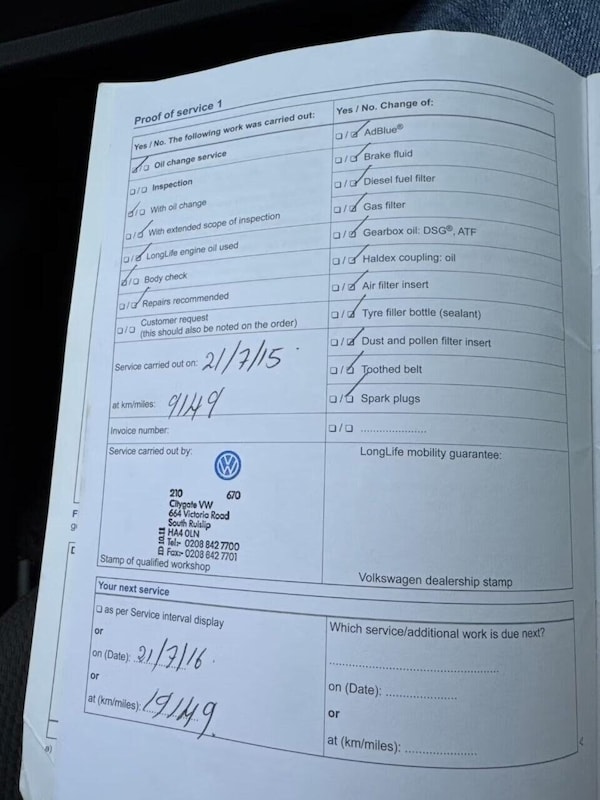 Proof of service 1
Yes / No. The following work was carried out:
Oil change service
Inspection
With oil change
With extended scope of inspection
LongLife engine oil used
Body check
Repairs recommended
Customer request
(this should also be noted on the order)
Service carried out on: 21/7/15
at km/miles: 9149
Invoice number:
Service carried out by:
210 670
Citygate VW
664 Victoria Road
South Ruislip
HA4 0LN
Tel:- 0208 842 7700
Fax:- 0208 842 7701
Stamp of qualified workshop
Yes / No. Change of:
AdBlue®
Brake fluid
Diesel fuel filter
Gas filter
Gearbox oil: DSG®, ATF
Haldex coupling: oil
Air filter insert
Tyre filler bottle (sealant)
Dust and pollen filter insert
Toothed belt
Spark plugs
LongLife mobility guarantee:
Volkswagen dealership stamp
Your next service
as per Service interval display
or
on (Date): 21/7/16
or
at (km/miles): 19149
Which service/additional work is due next?
on (Date):
or
at (km/miles):